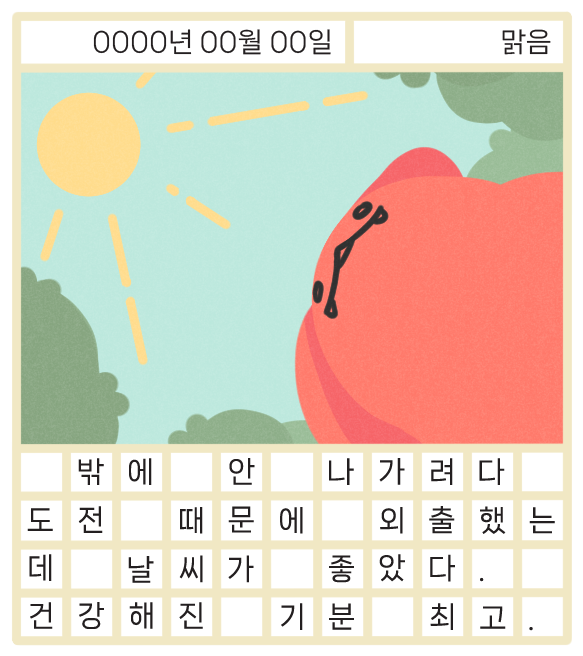 0000년 00월 00일 맑음
밖에 안 나가려다
도전 때문에 외출했는
데 날씨가 좋았다.
건강해진 기분 최고.